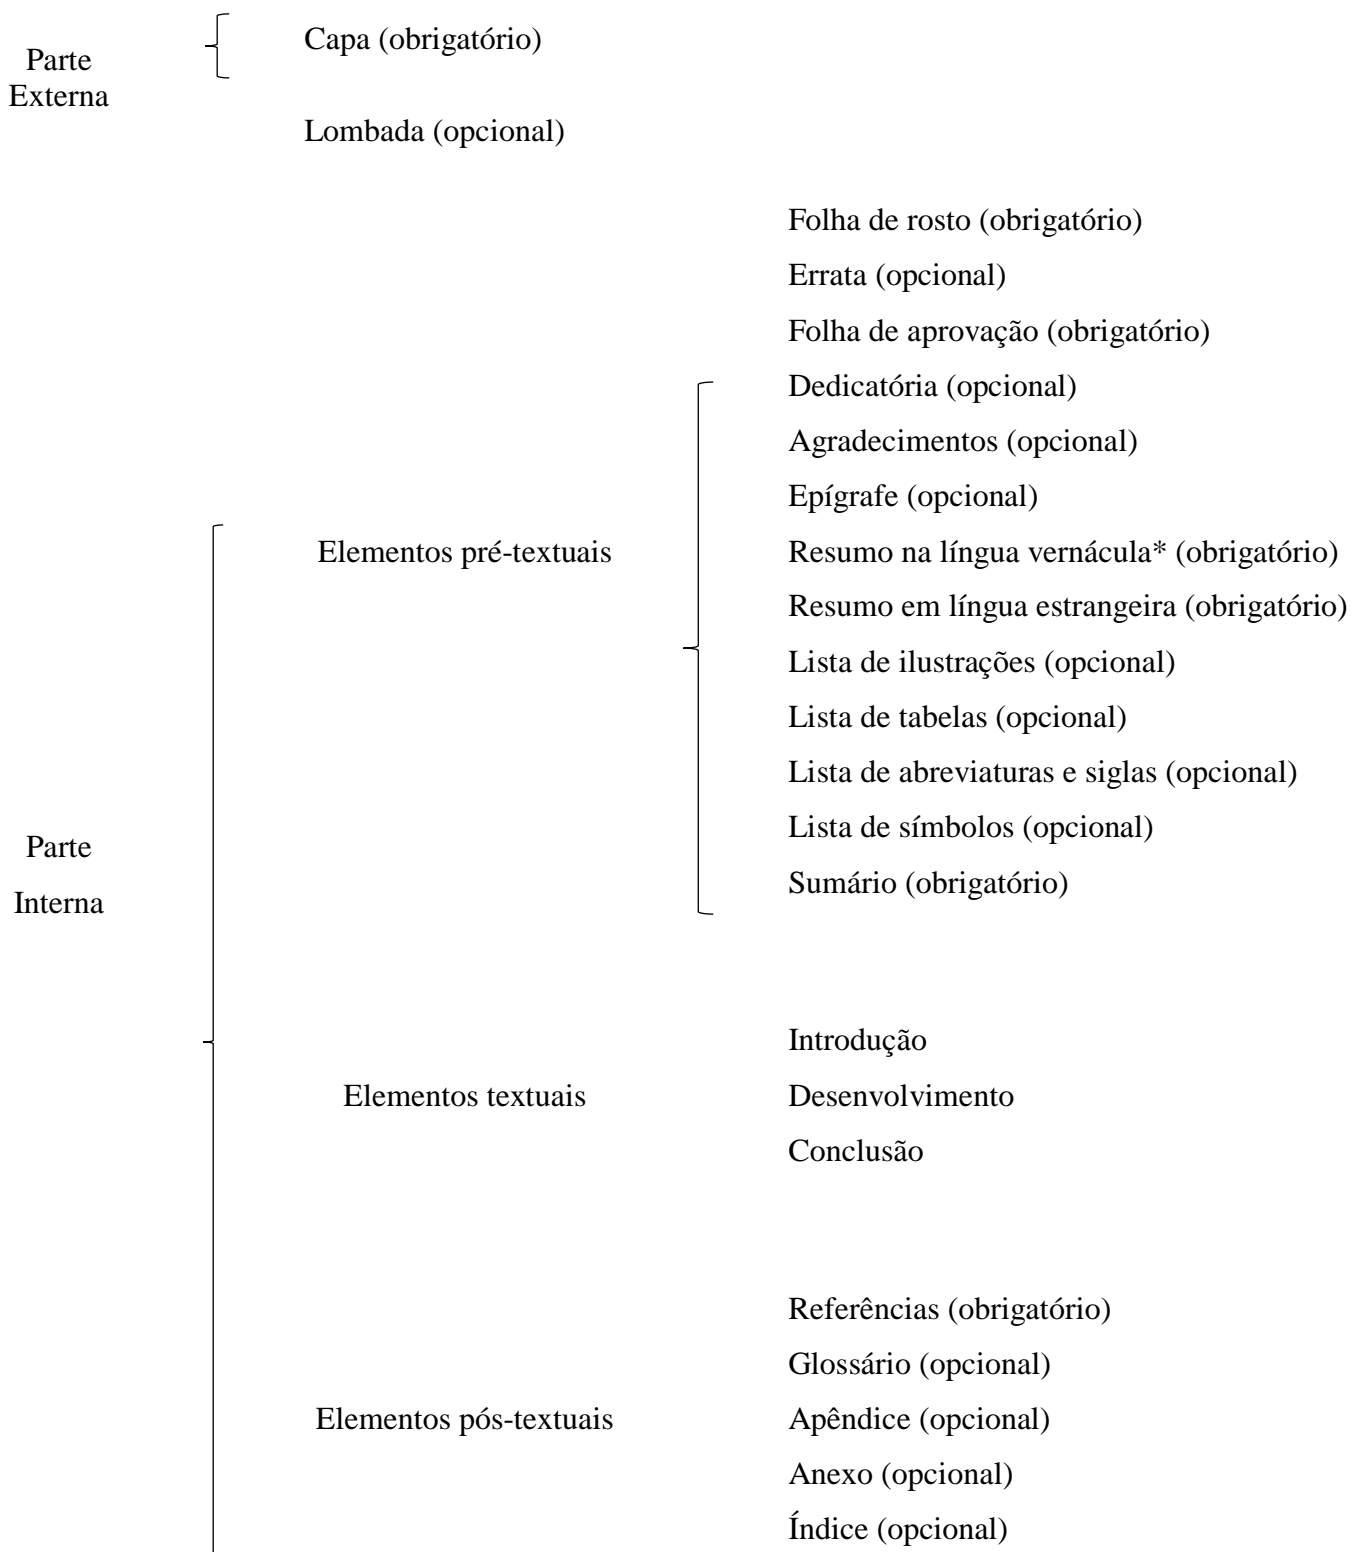 Parte
Externa
Capa (obrigatório)
Lombada (opcional)
Parte
Interna
Elementos pré-textuais
Folha de rosto (obrigatório)
Errata (opcional)
Folha de aprovação (obrigatório)
Dedicatória (opcional)
Agradecimentos (opcional)
Epígrafe (opcional)
Resumo na língua vernácula* (obrigatório)
Resumo em língua estrangeira (obrigatório)
Lista de ilustrações (opcional)
Lista de tabelas (opcional)
Lista de abreviaturas e siglas (opcional)
Lista de símbolos (opcional)
Sumário (obrigatório)
Elementos textuais
Introdução
Desenvolvimento
Conclusão
Elementos pós-textuais
Referências (obrigatório)
Glossário (opcional)
Apêndice (opcional)
Anexo (opcional)
Índice (opcional)